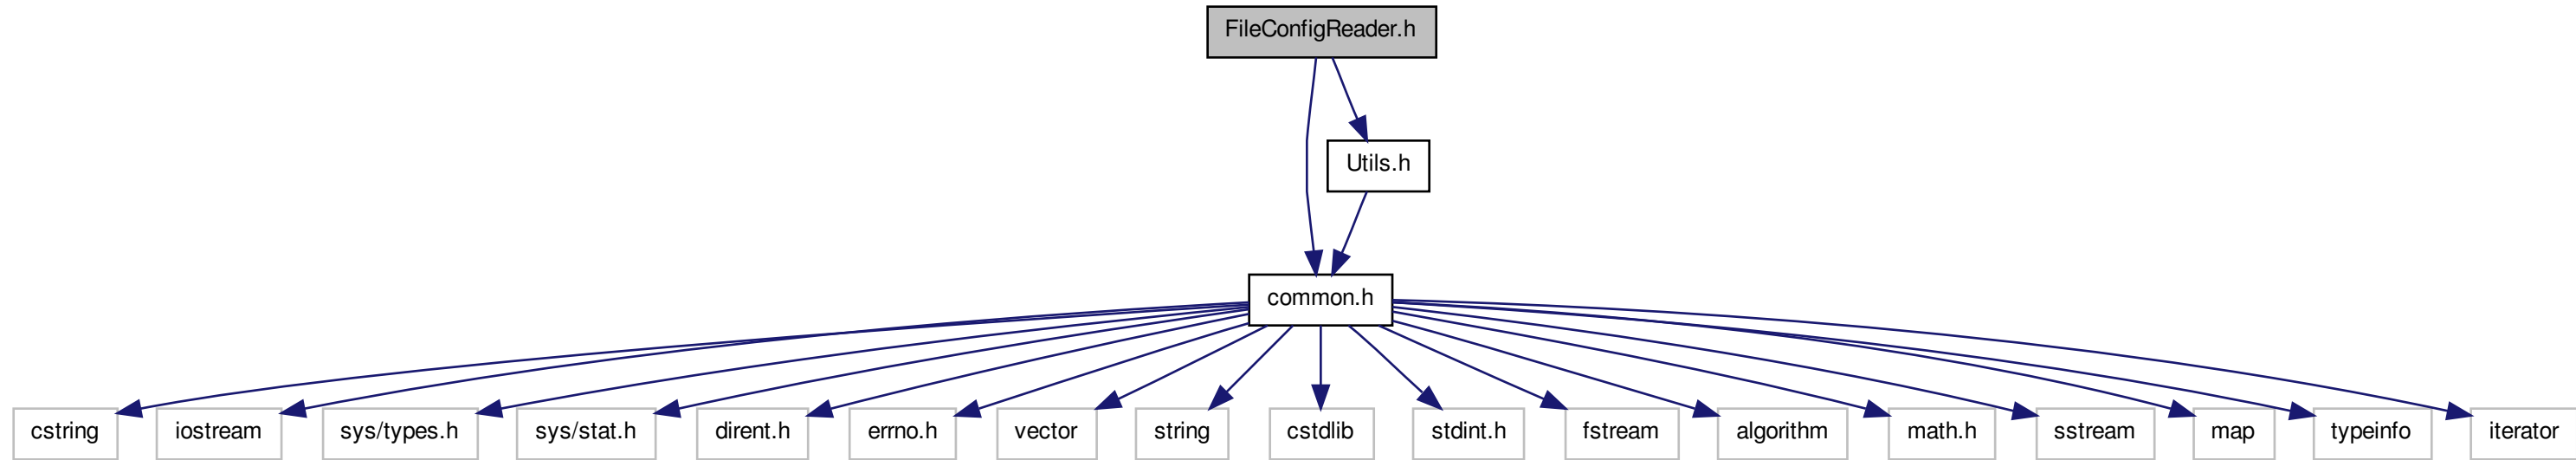 FileConfigReader.h
Utils.h
common.h
cstring
iostream
sys/types.h
sys/stat.h
dirent.h
errno.h
vector
string
cstdlib
stdint.h
fstream
algorithm
math.h
sstream
map
typeinfo
iterator